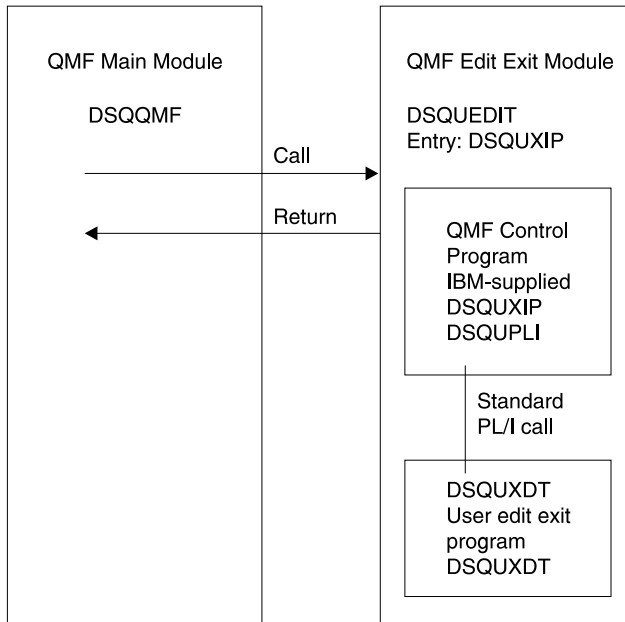 QMF Main Module
DSQQMF
Call
Return
QMF Edit Exit Module
DSQUEDIT
Entry: DSQUXIP
QMF Control
Program
IBM-supplied
DSQUXIP
DSQUPLI
Standard
PL/I call
DSQUXDT
User edit exit
program
DSQUXDT